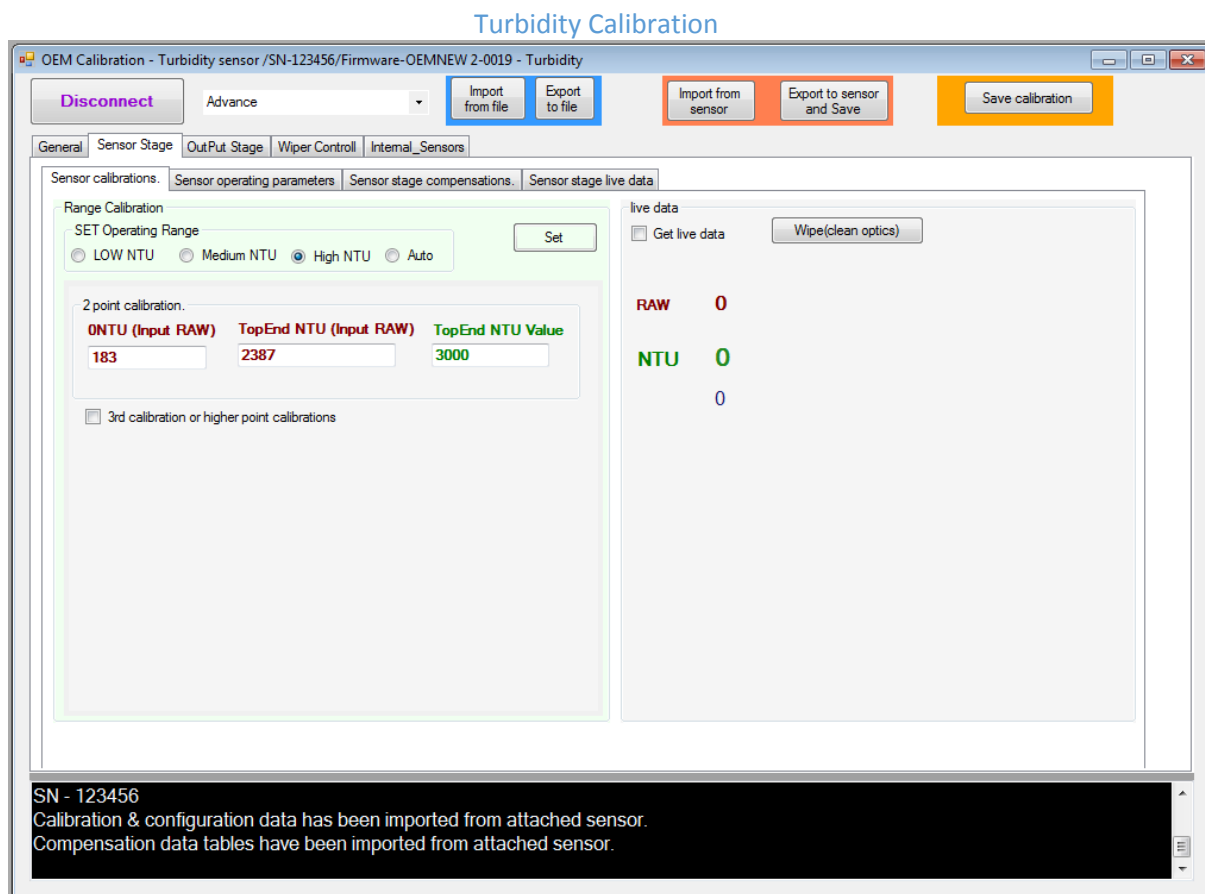 Turbidity Calibration
OEM Calibration - Turbidity sensor /SN-123456/Firmware-OEMNEW 2-0019 - Turbidity
Disconnect
Advance
Import from file
Export to file
Import from sensor
Export to sensor and Save
Save calibration
General Sensor Stage OutPut Stage Wiper Controll Internal_Sensors
Sensor calibrations. Sensor operating parameters Sensor stage compensations. Sensor stage live data
Range Calibration
SET Operating Range
LOW NTU Medium NTU High NTU Auto
Set
2 point calibration.
0NTU (Input RAW) TopEnd NTU (Input RAW) TopEnd NTU Value
183 2387 3000
3rd calibration or higher point calibrations
live data
Get live data
Wipe(clean optics)
RAW 0
NTU 0
0
SN - 123456
Calibration & configuration data has been imported from attached sensor.
Compensation data tables have been imported from attached sensor.